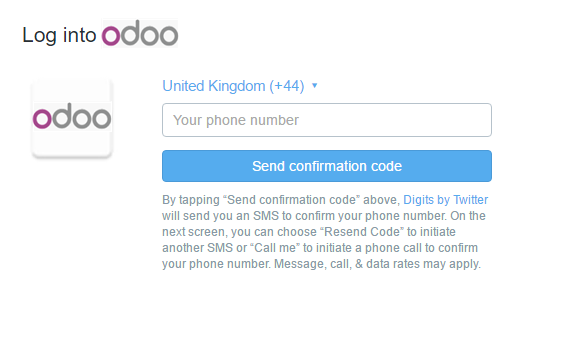 Log into odoo
odoo
United Kingdom (+44) ▾
Your phone number
Send confirmation code
By tapping “Send confirmation code” above, Digits by Twitter
will send you an SMS to confirm your phone number. On the
next screen, you can choose “Resend Code” to initiate
another SMS or “Call me” to initiate a phone call to confirm
your phone number. Message, call, & data rates may apply.